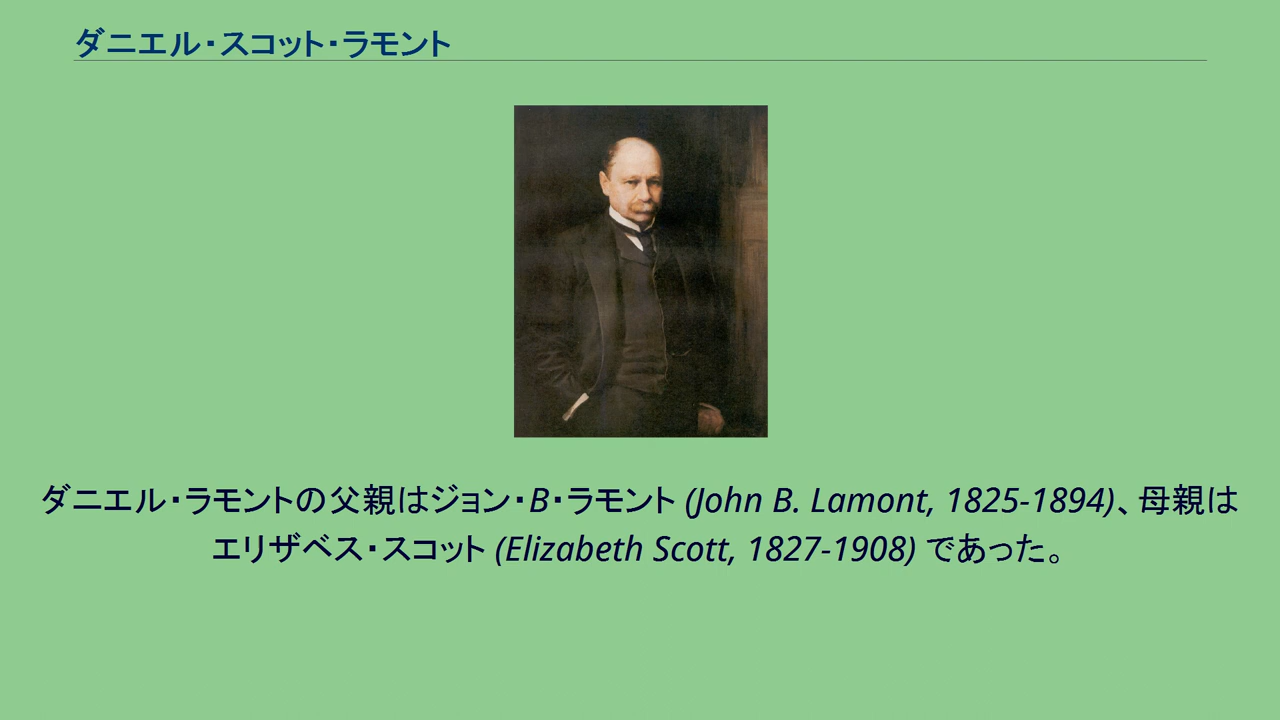 ダニエル・スコット・ラモント
ダニエル・ラモントの父親はジョン・B・ラモント (John B. Lamont, 1825-1894)、母親は
エリザベス・スコット (Elizabeth Scott, 1827-1908) であった。